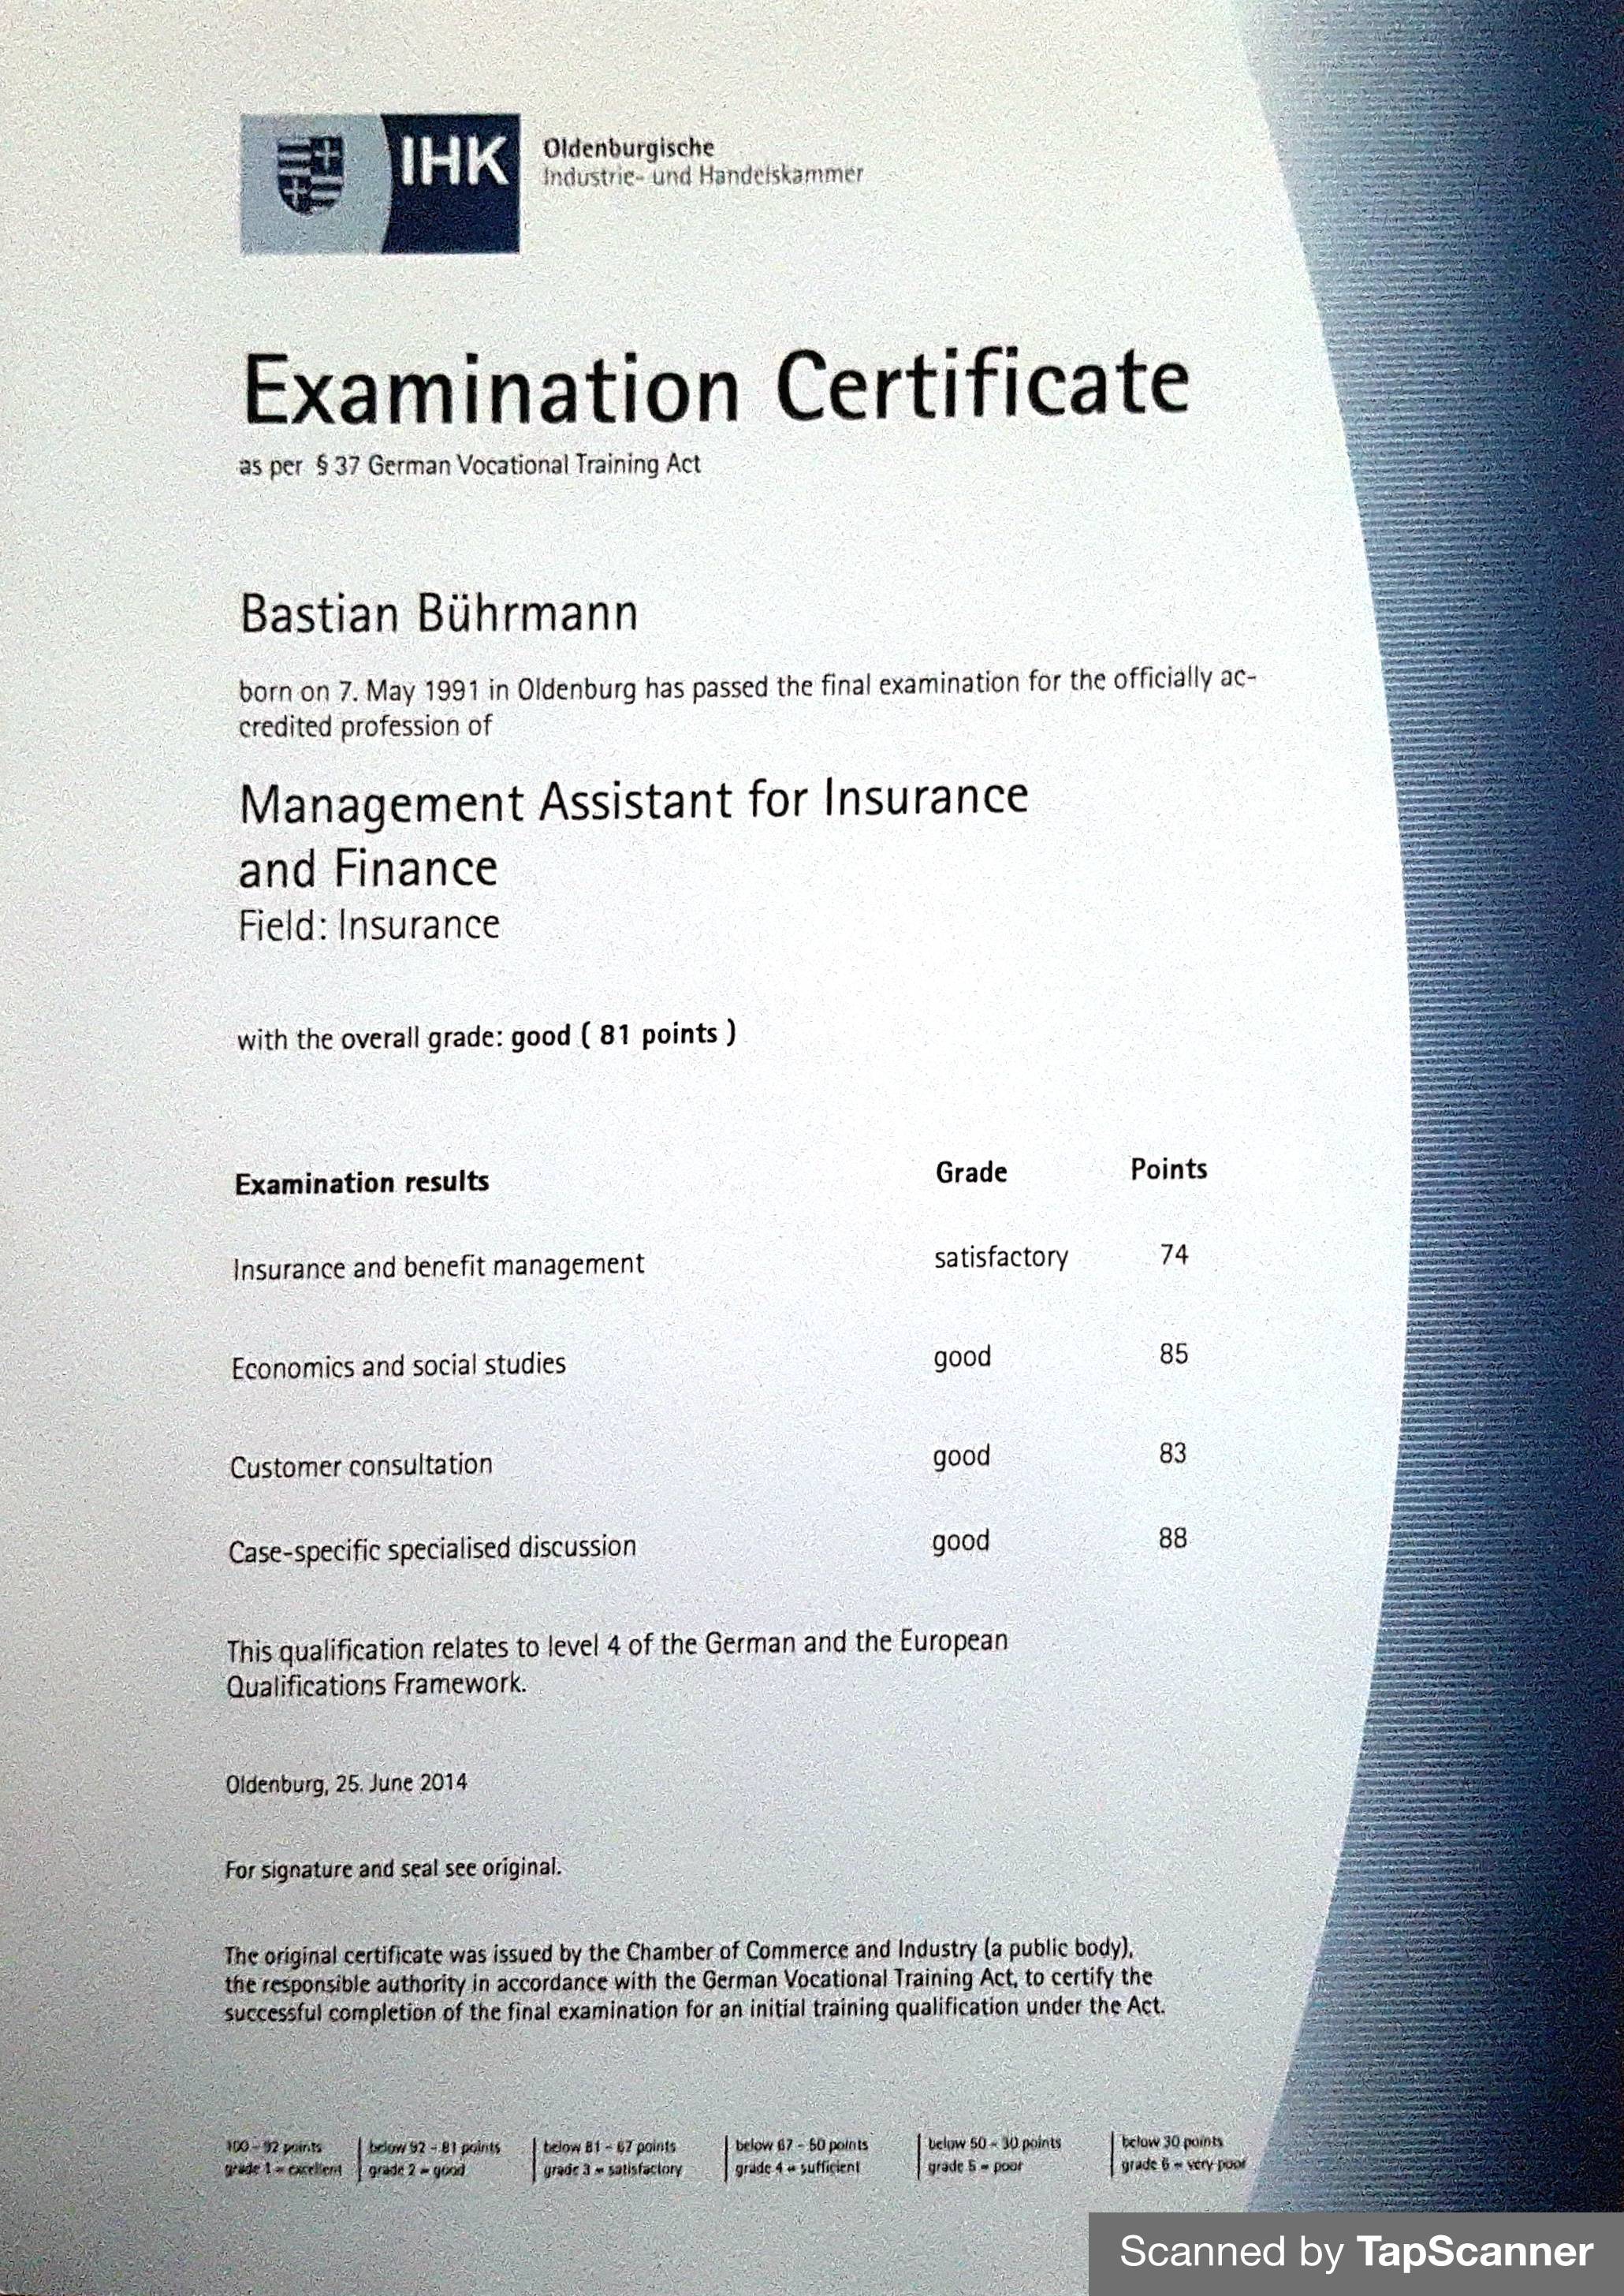 IHK
Oldenburgische
Industrie- und Handelskammer
Examination Certificate
as per § 37 German Vocational Training Act
Bastian Bührmann
born on 7. May 1991 in Oldenburg has passed the final examination for the officially ac-
credited profession of
Management Assistant for Insurance
and Finance
Field: Insurance
with the overall grade: good ( 81 points )
Examination results Grade Points
Insurance and benefit management satisfactory 74
Economics and social studies good 85
Customer consultation good 83
Case-specific specialised discussion good 88
This qualification relates to level 4 of the German and the European
Qualifications Framework.
Oldenburg, 25. June 2014
For signature and seal see original.
The original certificate was issued by the Chamber of Commerce and Industry (a public body),
the responsible authority in accordance with the German Vocational Training Act, to certify the
successful completion of the final examination for an initial training qualification under the Act.
100 - 92 points below 92 - 81 points below 81 - 67 points below 67 - 50 points below 50 - 30 points below 30 points
grade 1 = excellent grade 2 = good grade 3 = satisfactory grade 4 = sufficient grade 5 = poor grade 6 = very poor
Scanned by TapScanner